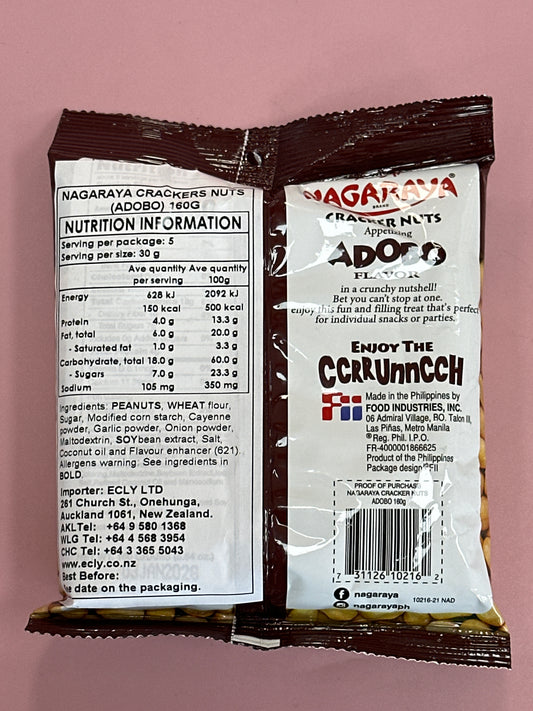 NAGARAYA CRACKERS NUTS
(ADOBO) 160G
NUTRITION INFORMATION
Serving per package: 5
Serving per size: 30 g
Ave quantity Ave quantity
per serving 100g
Energy 628 kJ 2092 kJ
150 kcal 500 kcal
Protein 4.0 g 13.3 g
Fat, total 6.0 g 20.0 g
- Saturated fat 1.0 g 3.3 g
Carbohydrate, total 18.0 g 60.0 g
- Sugars 7.0 g 23.3 g
Sodium 105 mg 350 mg
Ingredients: PEANUTS, WHEAT flour,
Sugar, Modified corn starch, Cayenne
powder, Garlic powder, Onion powder,
Maltodextrin, SOYbean extract, Salt,
Coconut oil and Flavour enhancer (621).
Allergens warning: See ingredients in
BOLD
Importer: ECLY LTD
261 Church St., Onehunga,
Auckland 1061, New Zealand.
AKLTel: +64 9 580 1368
WLG Tel: +64 4 568 3954
CHC Tel: +64 3 365 5043
www.ecly.co.nz
Best Before:
date on the packaging.
NAGARAYA®
BRAND
CRACKER NUTS
Appetizing
ADOBO
FLAVOR
in a crunchy nutshell!
Bet you can't stop at one.
enjoy this fun and filling treat that's perfect
for individual snacks or parties.
ENJOY THE
CCRRUnnCCH
Fii
Made in the Philippines by
FOOD INDUSTRIES, INC.
06 Admiral Village, BO. Talon III,
Las Piñas, Metro Manila
®Reg. Phil. I.P.O.
FR-4000001866625
Product of the Philippines
Package design®FII
PROOF OF PURCHASE
NAGARAYA CRACKER NUTS
ADOBO 160g
2 31126 10216 2
nagaraya
nagarayaph
10216-21 NAD